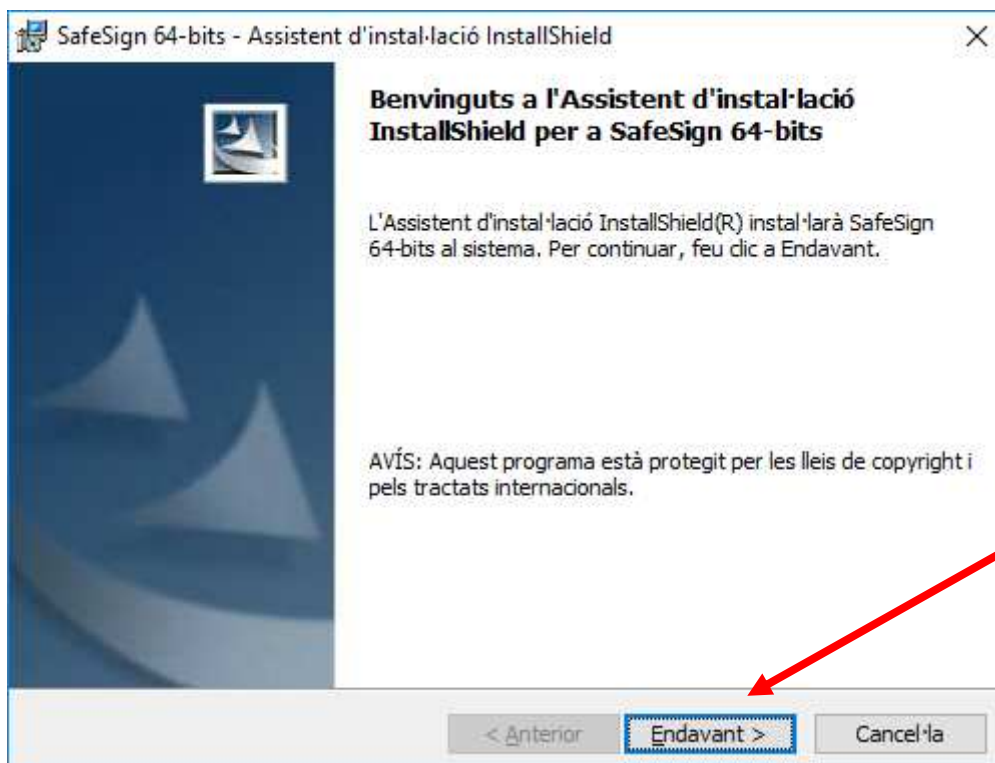 SafeSign 64-bits - Assistent d'instal·lació InstallShield
Benvinguts a l'Assistent d'instal·lació
InstallShield per a SafeSign 64-bits
L'Assistent d'instal·lació InstallShield(R) instal·larà SafeSign
64-bits al sistema. Per continuar, feu clic a Endavant.
AVÍS: Aquest programa està protegit per les lleis de copyright i
pels tractats internacionals.
< Anterior
Endavant >
Cancel·la